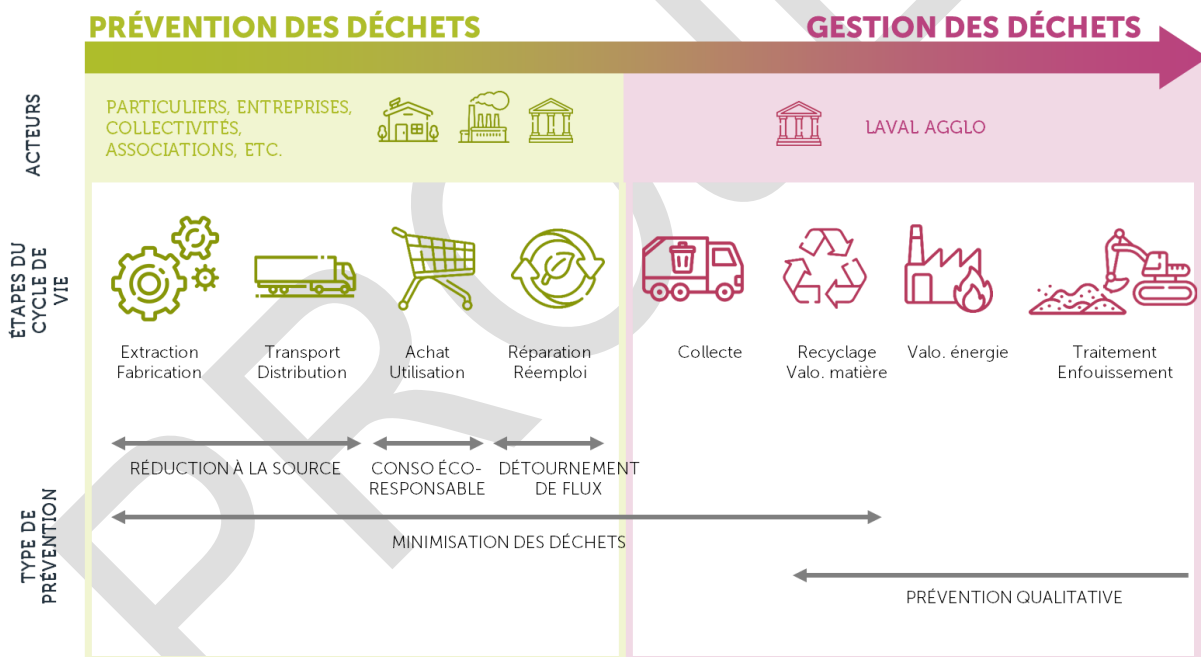 PRÉVENTION DES DÉCHETS
GESTION DES DÉCHETS
ACTEURS
PARTICULIERS, ENTREPRISES,
COLLECTIVITÉS,
ASSOCIATIONS, ETC.
LAVAL AGGLO
ÉTAPES DU
CYCLE DE
VIE
Extraction
Fabrication
Transport
Distribution
Achat
Utilisation
Réparation
Réemploi
Collecte
Recyclage
Valo. matière
Valo. énergie
Traitement
Enfouissement
TYPE DE
PRÉVENTION
RÉDUCTION À LA SOURCE
CONSO ÉCO-
RESPONSABLE
DÉTOURNEMENT
DE FLUX
MINIMISATION DES DÉCHETS
PRÉVENTION QUALITATIVE